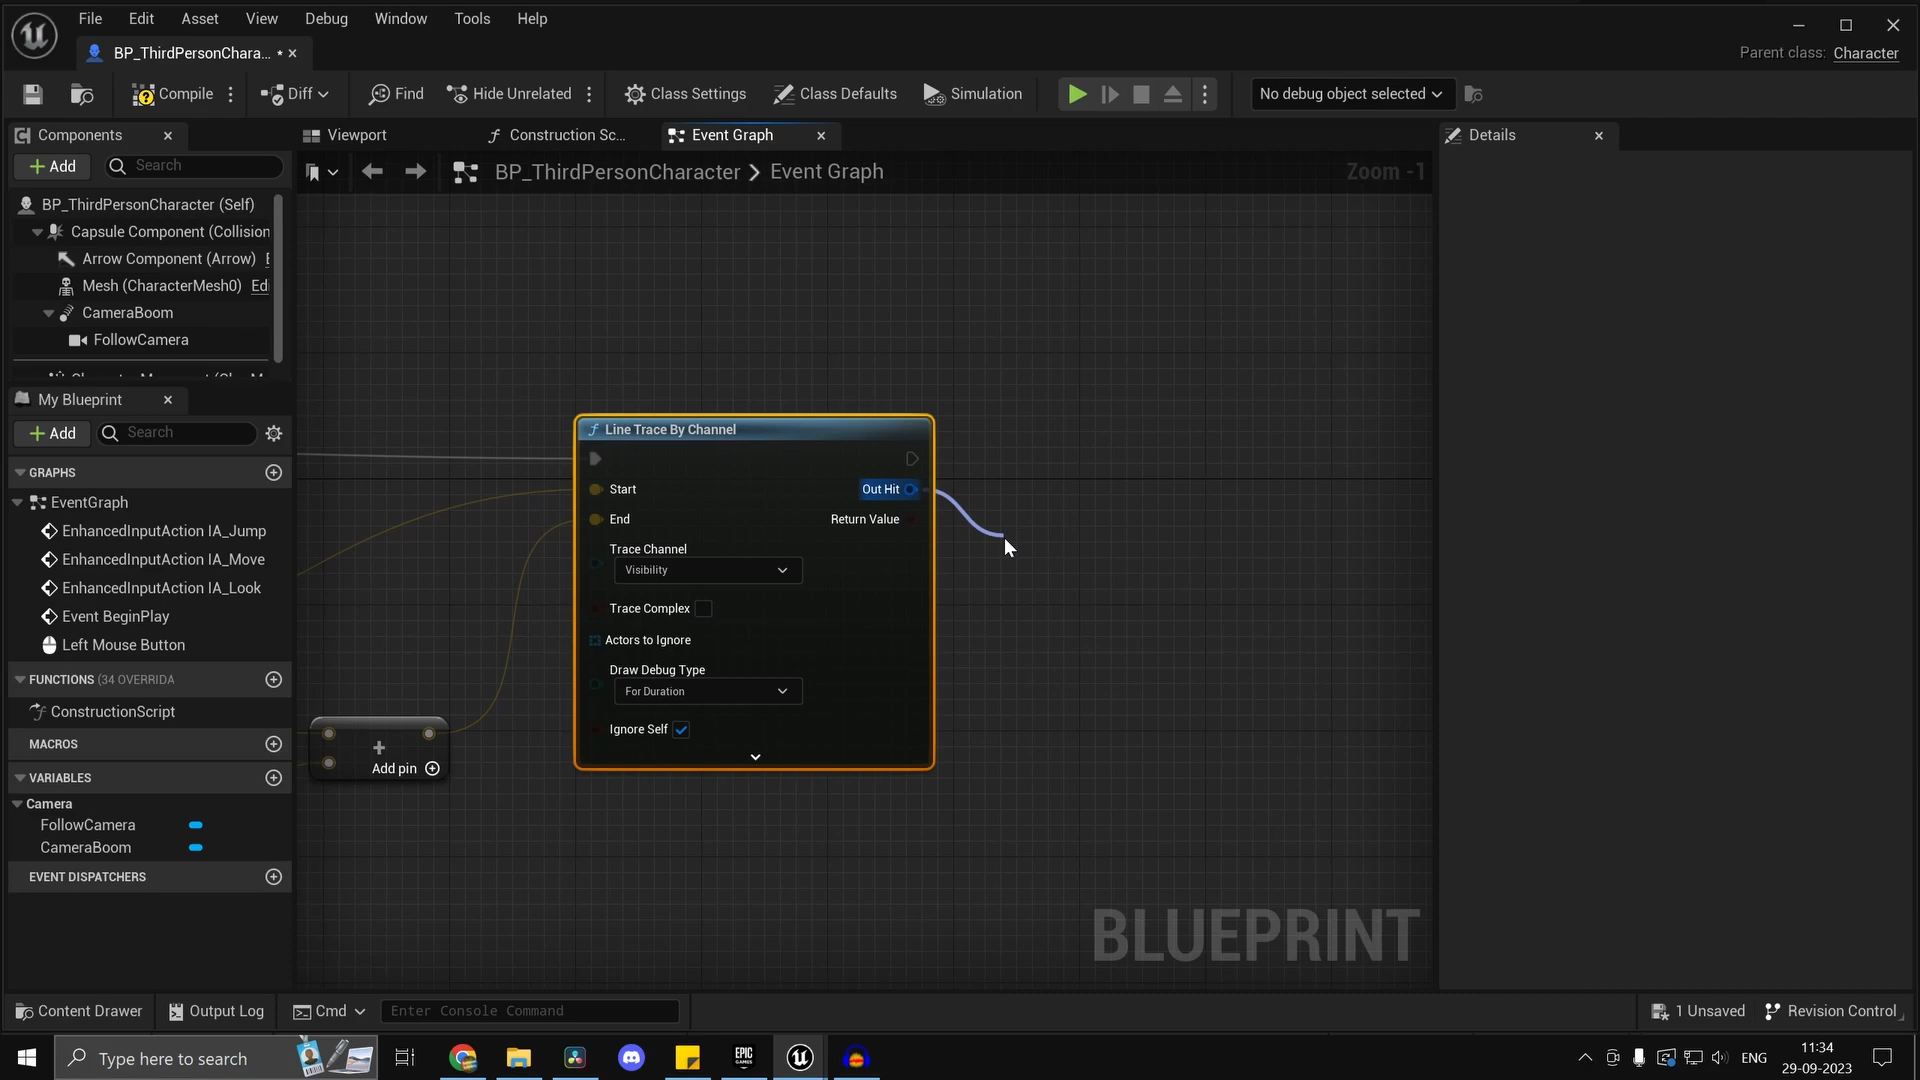 File Edit Asset View Debug Window Tools Help
BP_ThirdPersonChara... *
Parent class: Character
Compile Diff Find Hide Unrelated Class Settings Class Defaults Simulation No debug object selected
Components Viewport Construction Sc... Event Graph Details
Add Search
BP_ThirdPersonCharacter > Event Graph Zoom -1
BP_ThirdPersonCharacter (Self)
Capsule Component (Collision
Arrow Component (Arrow) E
Mesh (CharacterMesh0) Edi
CameraBoom
FollowCamera
My Blueprint
Add Search
GRAPHS
EventGraph
EnhancedInputAction IA_Jump
EnhancedInputAction IA_Move
EnhancedInputAction IA_Look
Event BeginPlay
Left Mouse Button
FUNCTIONS (34 OVERRIDA
ConstructionScript
MACROS
VARIABLES
Camera
FollowCamera
CameraBoom
EVENT DISPATCHERS
Line Trace By Channel
Start Out Hit
End Return Value
Trace Channel
Visibility
Trace Complex
Actors to Ignore
Draw Debug Type
For Duration
Ignore Self
Add pin
BLUEPRINT
Content Drawer Output Log Cmd Enter Console Command 1 Unsaved Revision Control
Type here to search EPIC GAMES ENG 11:34
29-09-2023